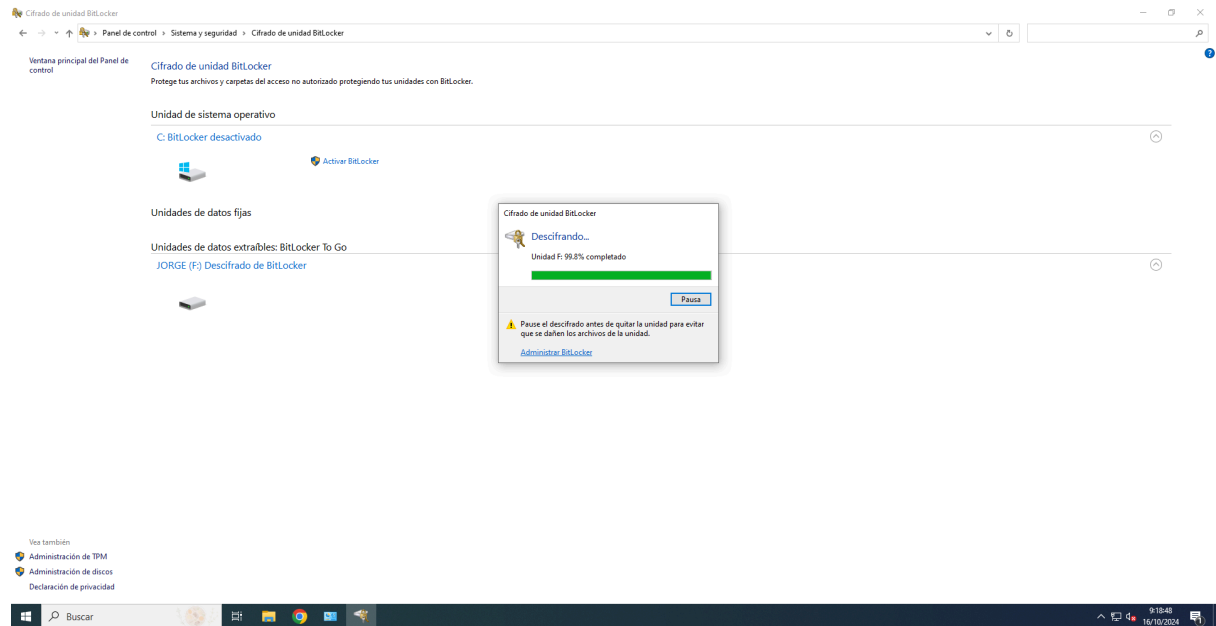 Cifrado de unidad BitLocker
Panel de control > Sistema y seguridad > Cifrado de unidad BitLocker
Ventana principal del Panel de
control
Cifrado de unidad BitLocker
Protege tus archivos y carpetas del acceso no autorizado protegiendo tus unidades con BitLocker.
Unidad de sistema operativo
C: BitLocker desactivado
Activar BitLocker
Unidades de datos fijas
Unidades de datos extraíbles: BitLocker To Go
JORGE (F:) Descifrado de BitLocker
Cifrado de unidad BitLocker
Descifrando...
Unidad F: 99.8% completado
Pausa
Pause el descifrado antes de quitar la unidad para evitar
que se dañen los archivos de la unidad.
Administrar BitLocker
Vea también
Administración de TPM
Administración de discos
Declaración de privacidad
Buscar
9:18:48
16/10/2024